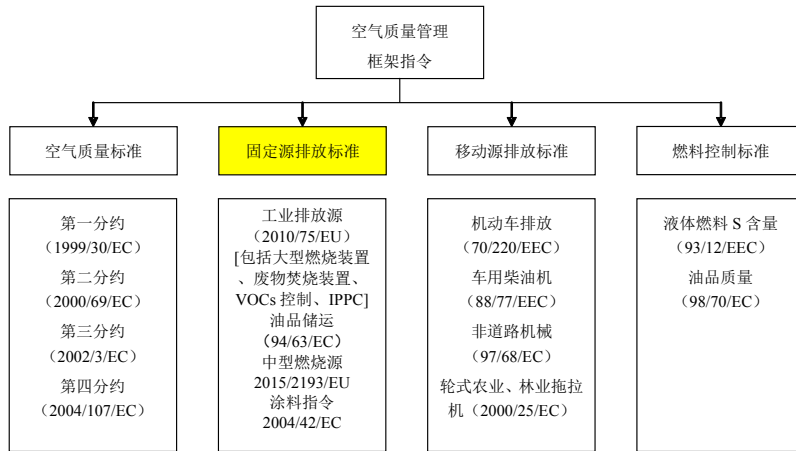 空气质量管理
框架指令
空气质量标准
固定源排放标准
移动源排放标准
燃料控制标准
第一分约
（1999/30/EC）
第二分约
（2000/69/EC）
第三分约
（2002/3/EC）
第四分约
（2004/107/EC）
工业排放源
（2010/75/EU）
[包括大型燃烧装置
、废物焚烧装置、
VOCs 控制、IPPC]
油品储运
（94/63/EC）
中型燃烧源
2015/2193/EU
涂料指令
2004/42/EC
机动车排放
（70/220/EEC）
车用柴油机
（88/77/EEC）
非道路机械
（97/68/EC）
轮式农业、林业拖拉
机（2000/25/EC）
液体燃料 S 含量
（93/12/EEC）
油品质量
（98/70/EC）